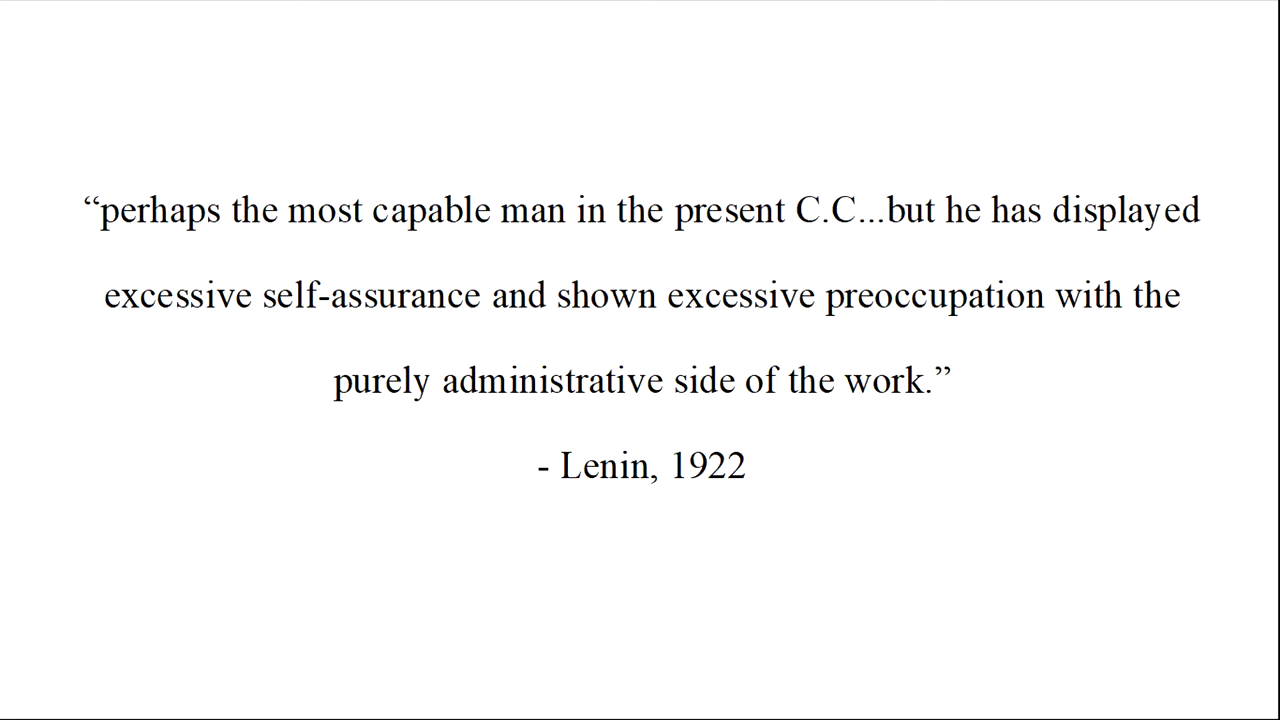 “perhaps the most capable man in the present C.C...but he has displayed
excessive self-assurance and shown excessive preoccupation with the
purely administrative side of the work.”
- Lenin, 1922